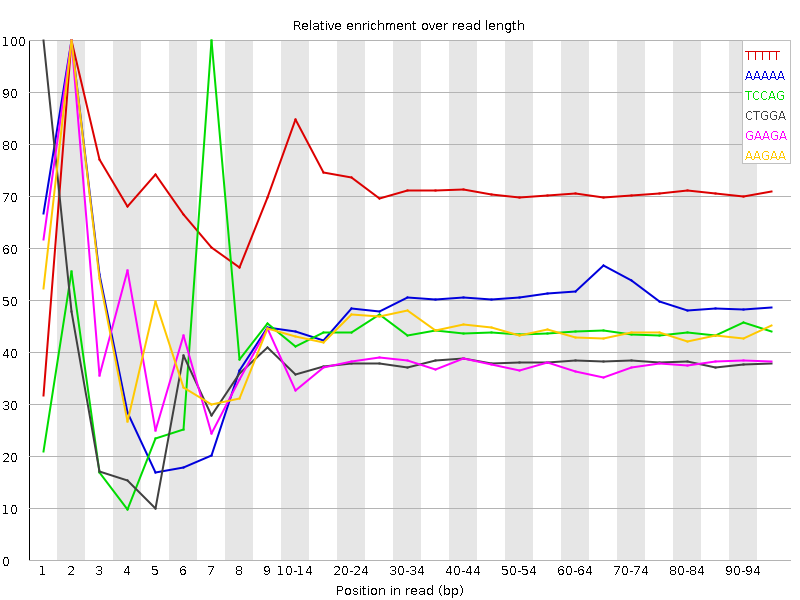 Relative enrichment over read length
100
90
80
70
60
50
40
30
20
10
0
TTTTT
AAAAA
TCCAG
CTGGA
GAAGA
AAGAA
1 2 3 4 5 6 7 8 9 10-14 20-24 30-34 40-44 50-54 60-64 70-74 80-84 90-94
Position in read (bp)